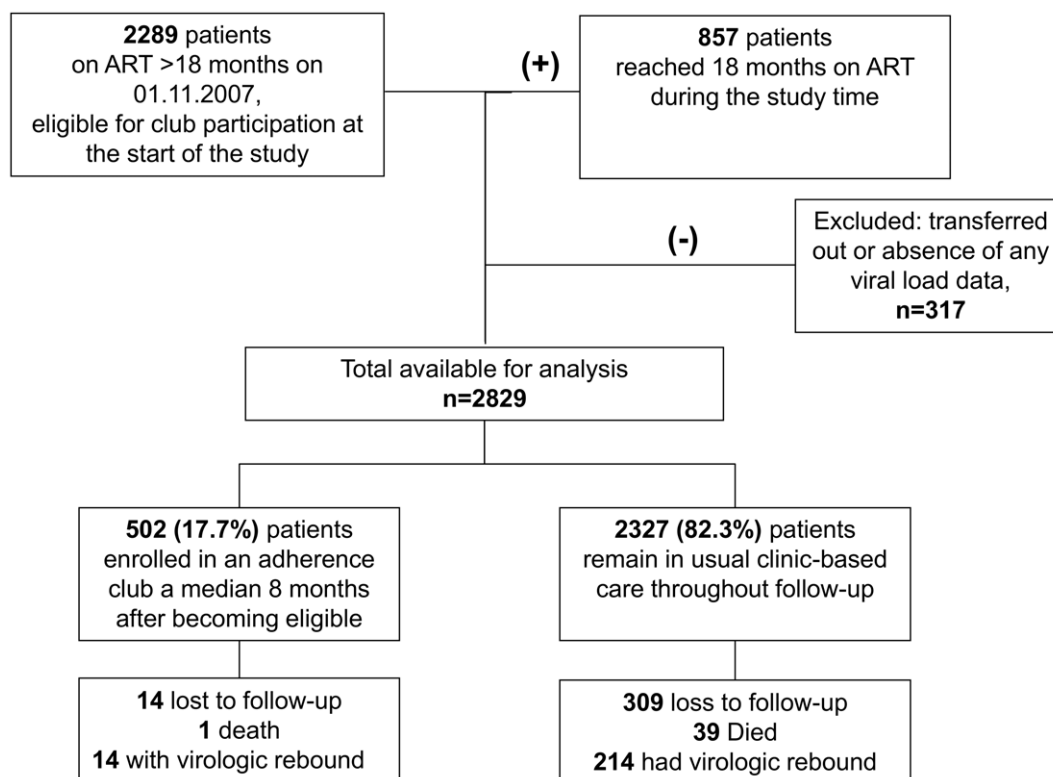 2289 patients
on ART >18 months on
01.11.2007,
eligible for club participation at
the start of the study
(+)
857 patients
reached 18 months on ART
during the study time
(-)
Excluded: transferred
out or absence of any
viral load data,
n=317
Total available for analysis
n=2829
502 (17.7%) patients
enrolled in an adherence
club a median 8 months
after becoming eligible
2327 (82.3%) patients
remain in usual clinic-based
care throughout follow-up
14 lost to follow-up
1 death
14 with virologic rebound
309 loss to follow-up
39 Died
214 had virologic rebound